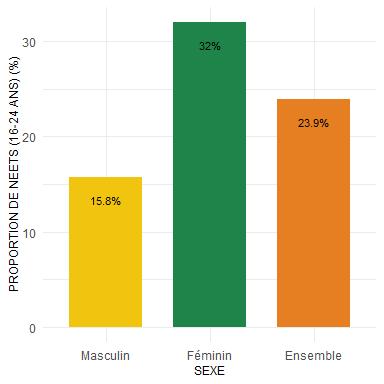 PROPORTION DE NEETS (16-24 ANS) (%)
30
20
10
0
32%
23.9%
15.8%
Masculin
Féminin
Ensemble
SEXE